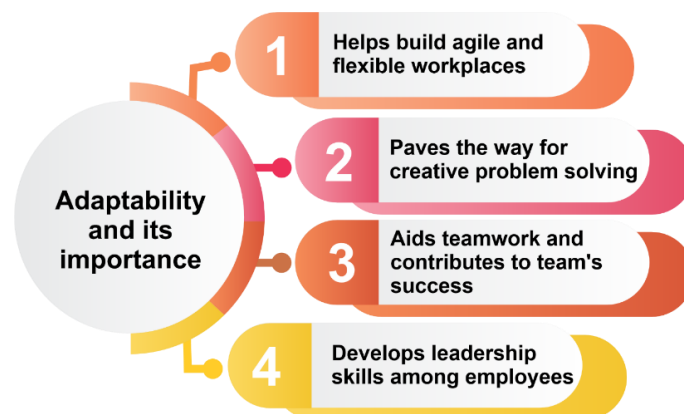 Adaptability
and its
importance
1
Helps build agile and
flexible workplaces
2
Paves the way for
creative problem solving
3
Aids teamwork and
contributes to team's
success
4
Develops leadership
skills among employees